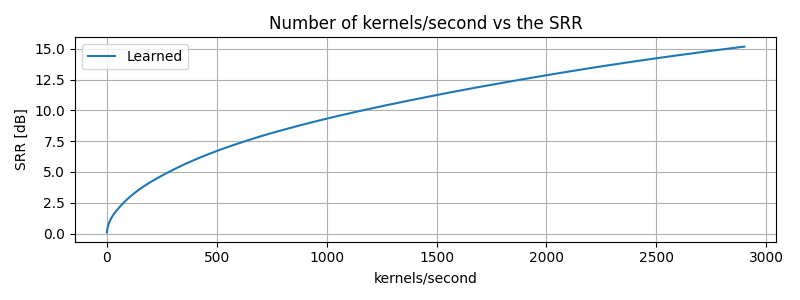 Number of kernels/second vs the SRR
Learned
SRR [dB]
15.0
12.5
10.0
7.5
5.0
2.5
0.0
0 500 1000 1500 2000 2500 3000
kernels/second